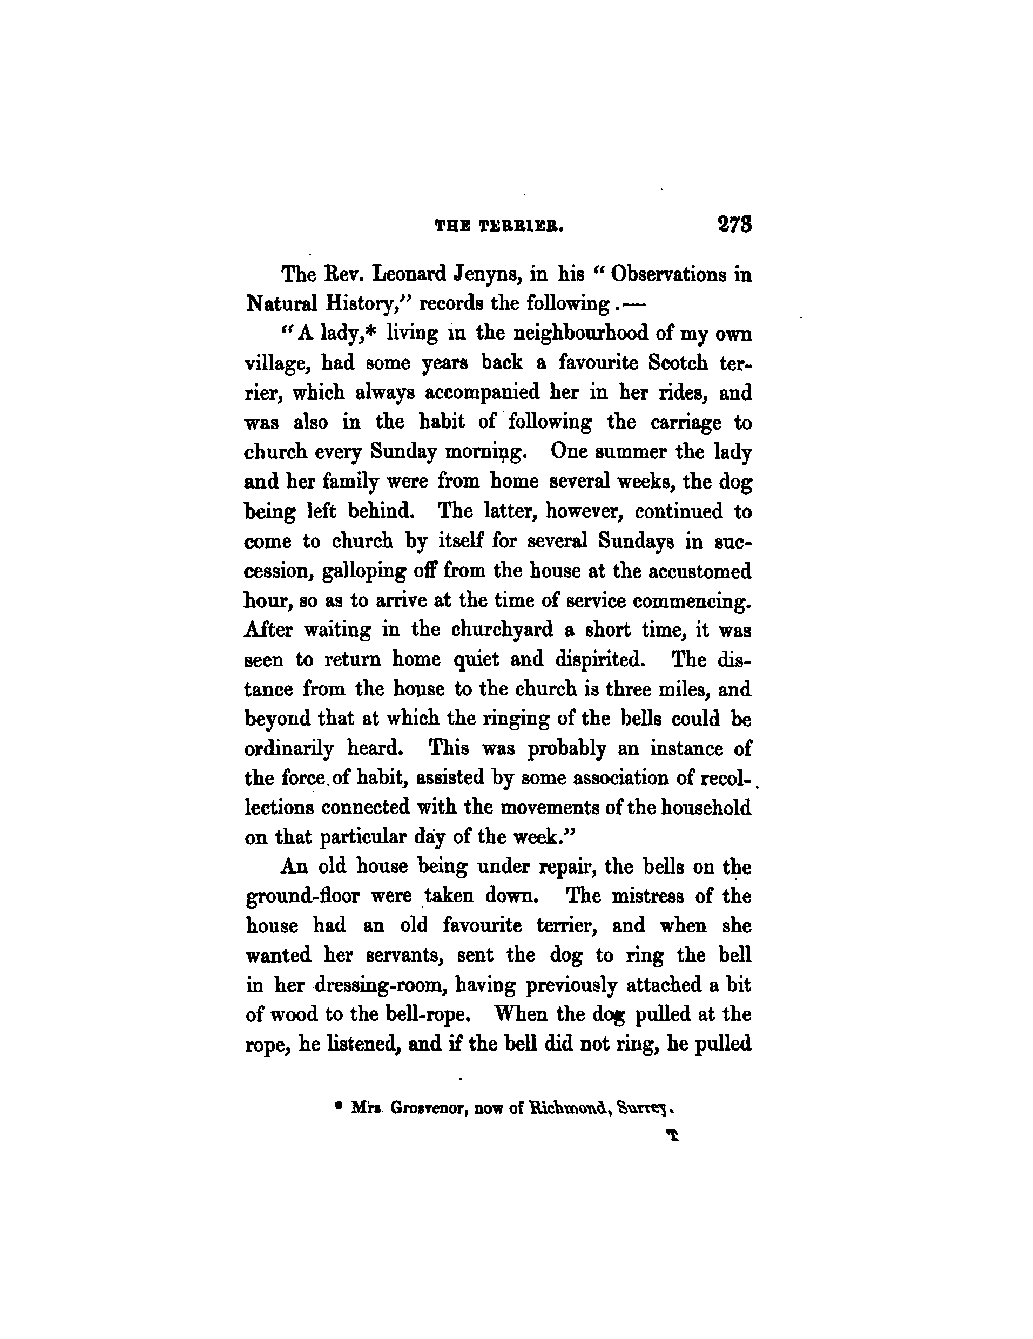 THE TERRIER. 273
The Rev. Leonard Jenyns, in his “ Observations in
Natural History,” records the following .—
“ A lady,* living in the neighbourhood of my own
village, had some years back a favourite Scotch ter-
rier, which always accompanied her in her rides, and
was also in the habit of following the carriage to
church every Sunday morning. One summer the lady
and her family were from home several weeks, the dog
being left behind. The latter, however, continued to
come to church by itself for several Sundays in suc-
cession, galloping off from the house at the accustomed
hour, so as to arrive at the time of service commencing.
After waiting in the churchyard a short time, it was
seen to return home quiet and dispirited. The dis-
tance from the house to the church is three miles, and
beyond that at which the ringing of the bells could be
ordinarily heard. This was probably an instance of
the force of habit, assisted by some association of recol-
lections connected with the movements of the household
on that particular day of the week.”
An old house being under repair, the bells on the
ground-floor were taken down. The mistress of the
house had an old favourite terrier, and when she
wanted her servants, sent the dog to ring the bell
in her dressing-room, having previously attached a bit
of wood to the bell-rope. When the dog pulled at the
rope, he listened, and if the bell did not ring, he pulled
* Mrs Grosvenor, now of Richmond, Surrey.
T